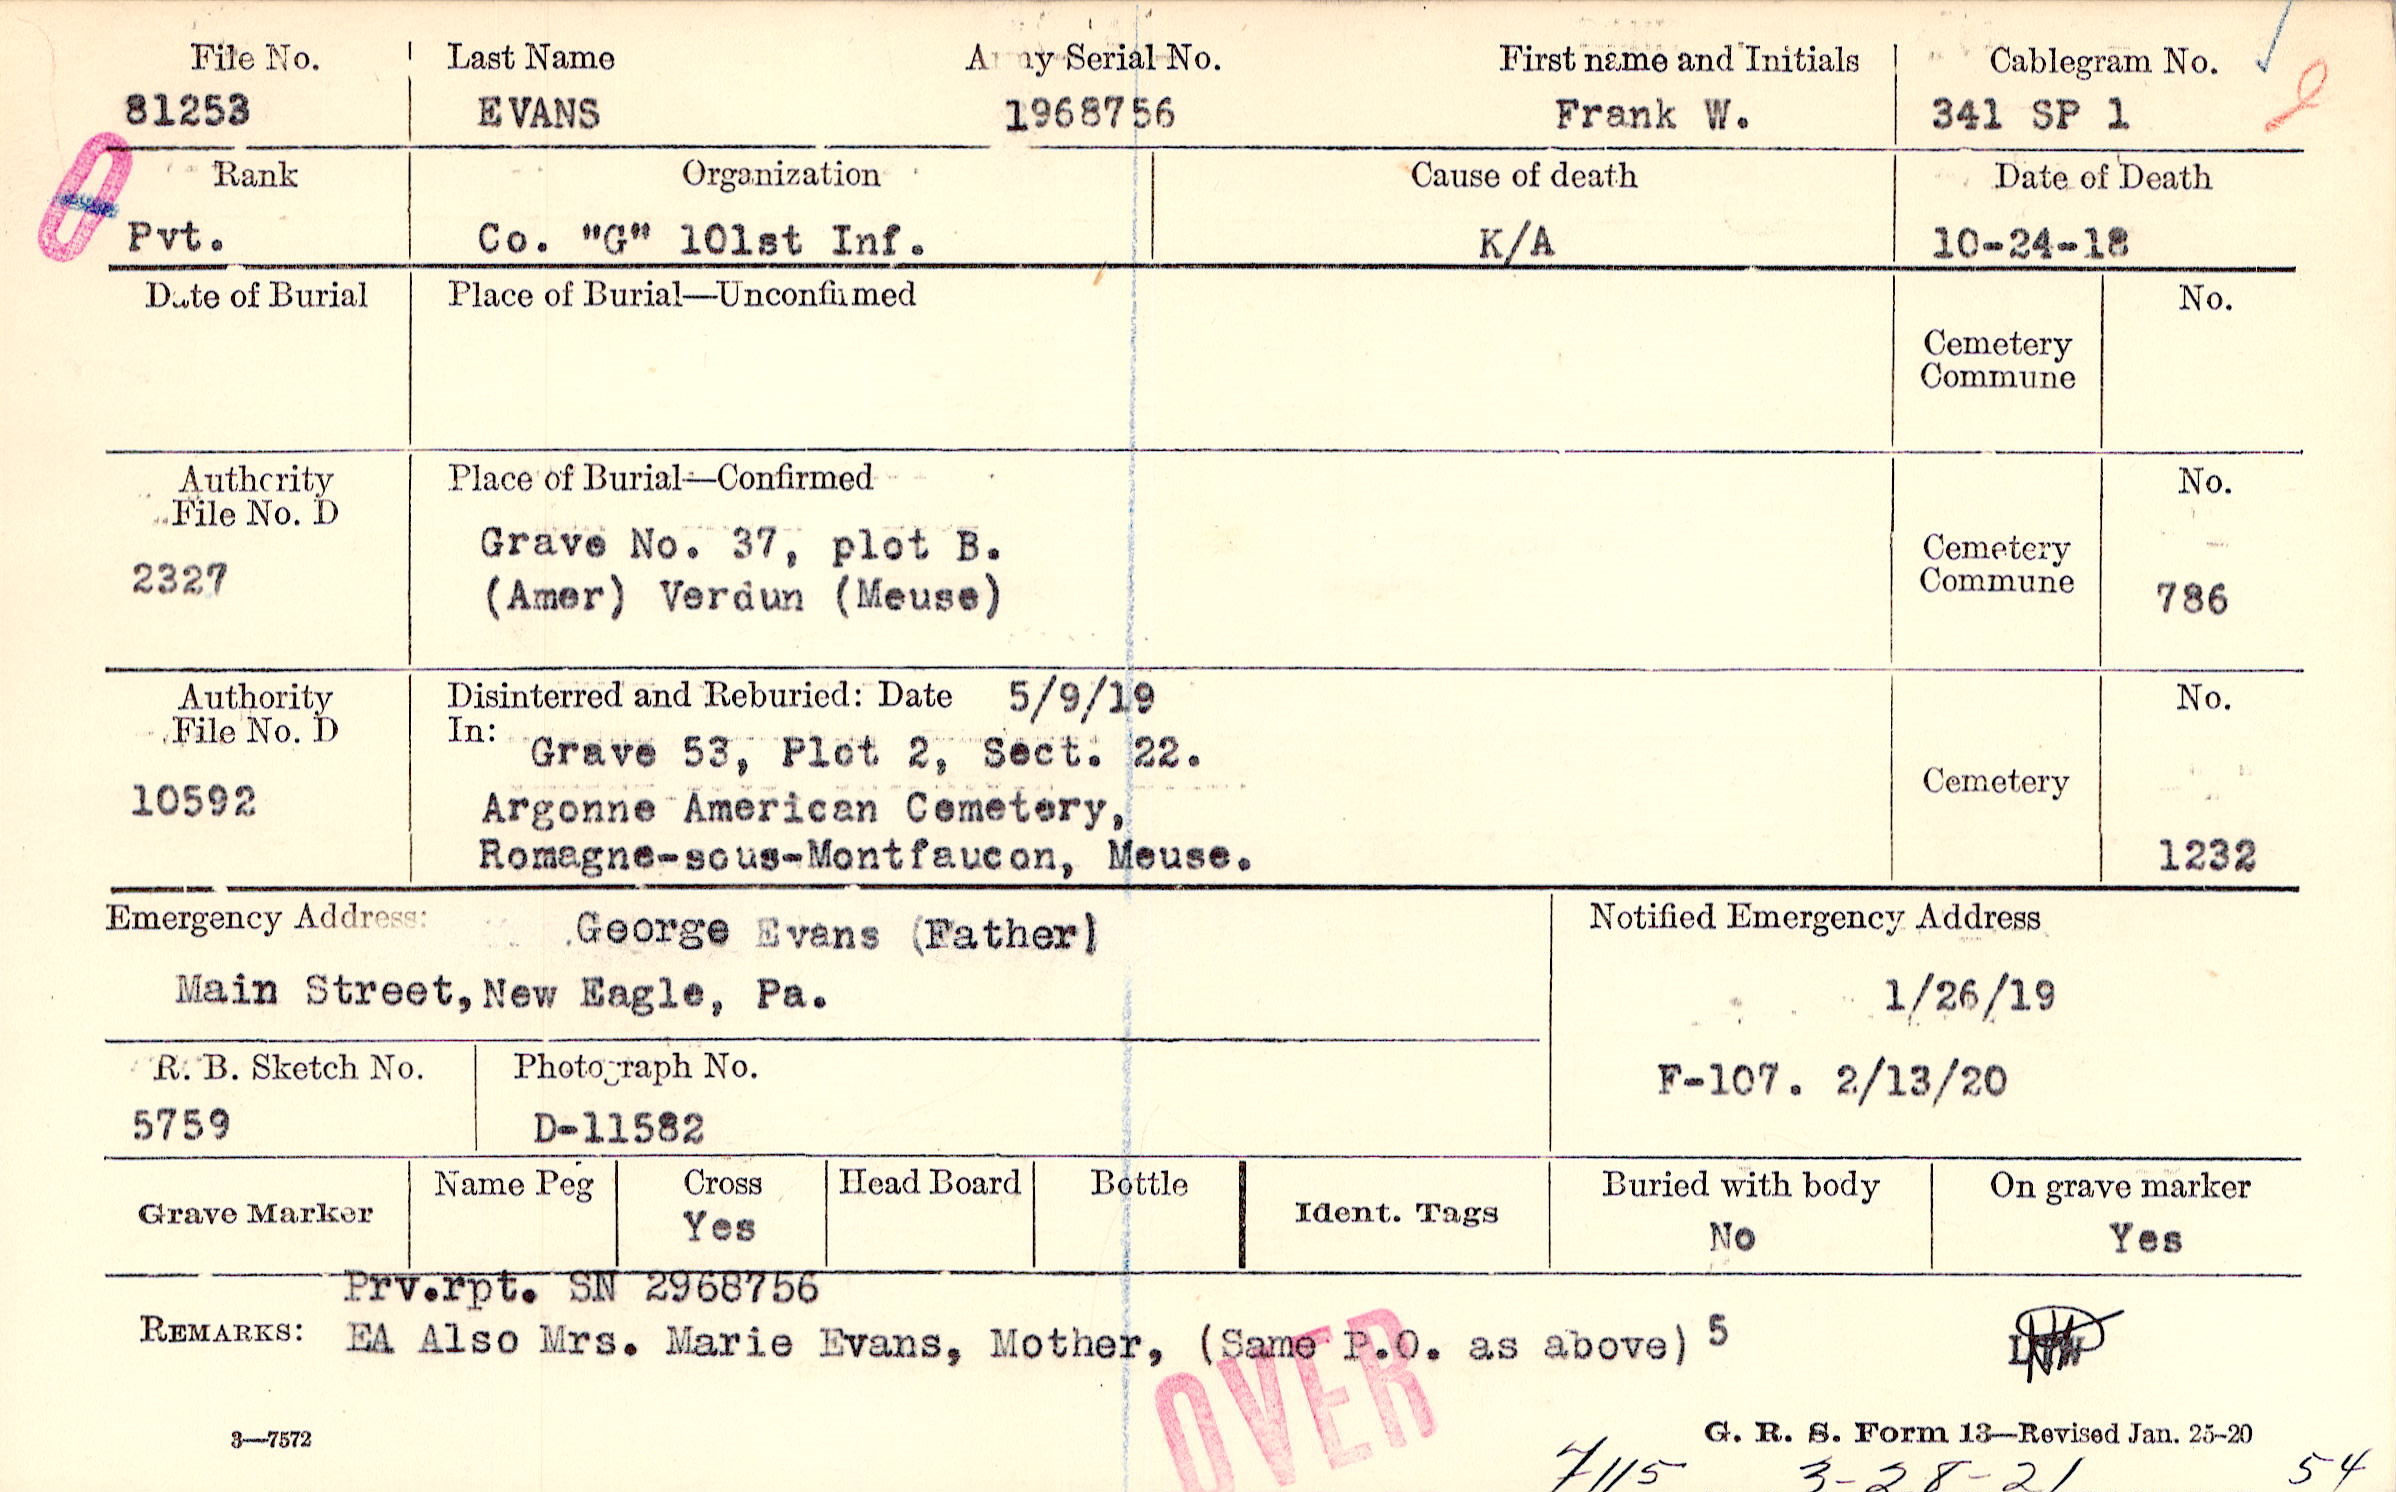 File No. Last Name Army Serial No. First name and Initials Cablegram No.
81253 EVANS 1968756 Frank W. 341 SP 1
Rank Organization Cause of death Date of Death
Pvt. Co. "G" 101st Inf. K/A 10-24-18
Date of Burial Place of Burial—Unconfirmed No.
Cemetery
Commune
Authority Place of Burial—Confirmed No.
File No. D
Grave No. 37, plot B.
Cemetery
2327 (Amer) Verdun (Meuse) Commune 786
Authority Disinterred and Reburied: Date 5/9/19 No.
File No. D In:
Grave 53, Plot 2, Sect. 22.
Cemetery
10592 Argonne American Cemetery,
Romagne-sous-Montfaucon, Meuse. 1232
Emergency Address: George Evans (Father) Notified Emergency Address
Main Street, New Eagle, Pa. 1/26/19
R. B. Sketch No. Photograph No. F-107. 2/13/20
5759 D-11582
Grave Marker Name Peg Cross Head Board Bottle Ident. Tags Buried with body On grave marker
Yes No Yes
Prv.rpt. SN 2968756
REMARKS: EA Also Mrs. Marie Evans, Mother, (Same P.O. as above) 5
OVER
3—7572 G. R. S. Form 13—Revised Jan. 25-20
7115 3-28-21 54